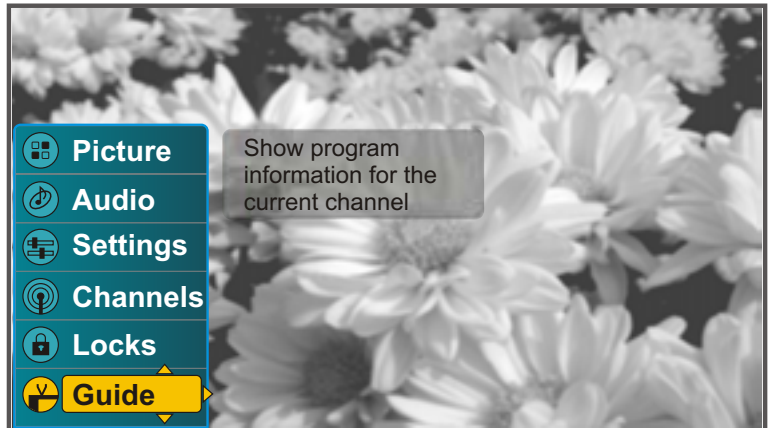 Picture
Audio
Settings
Channels
Locks
Guide
Show program
information for the
current channel